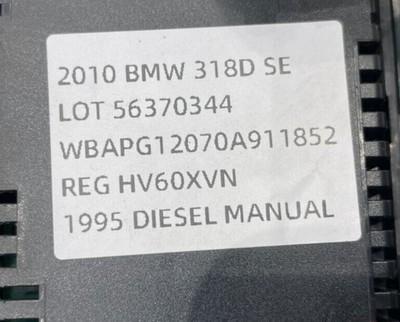 2010 BMW 318D SE
LOT 56370344
WBAPG12070A911852
REG HV60XVN
1995 DIESEL MANUAL